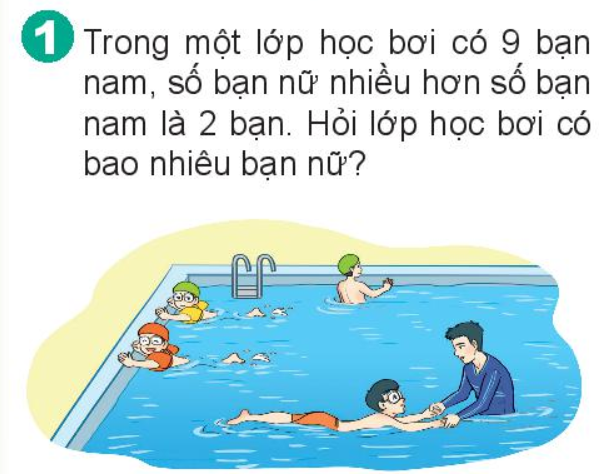 1 Trong một lớp học bơi có 9 bạn
nam, số bạn nữ nhiều hơn số bạn
nam là 2 bạn. Hỏi lớp học bơi có
bao nhiêu bạn nữ?